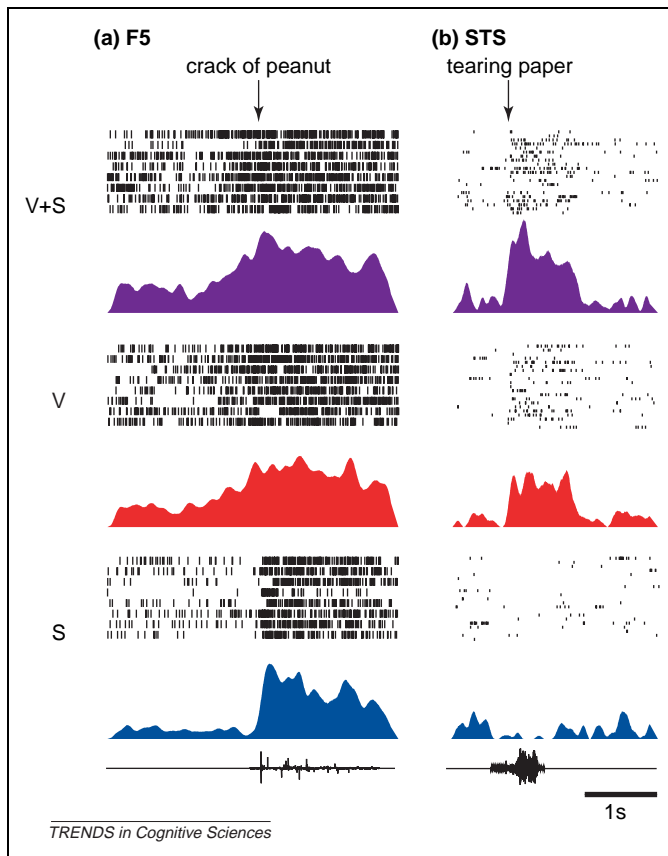 (a) F5
(b) STS
crack of peanut
tearing paper
V+S
V
S
1s
TRENDS in Cognitive Sciences